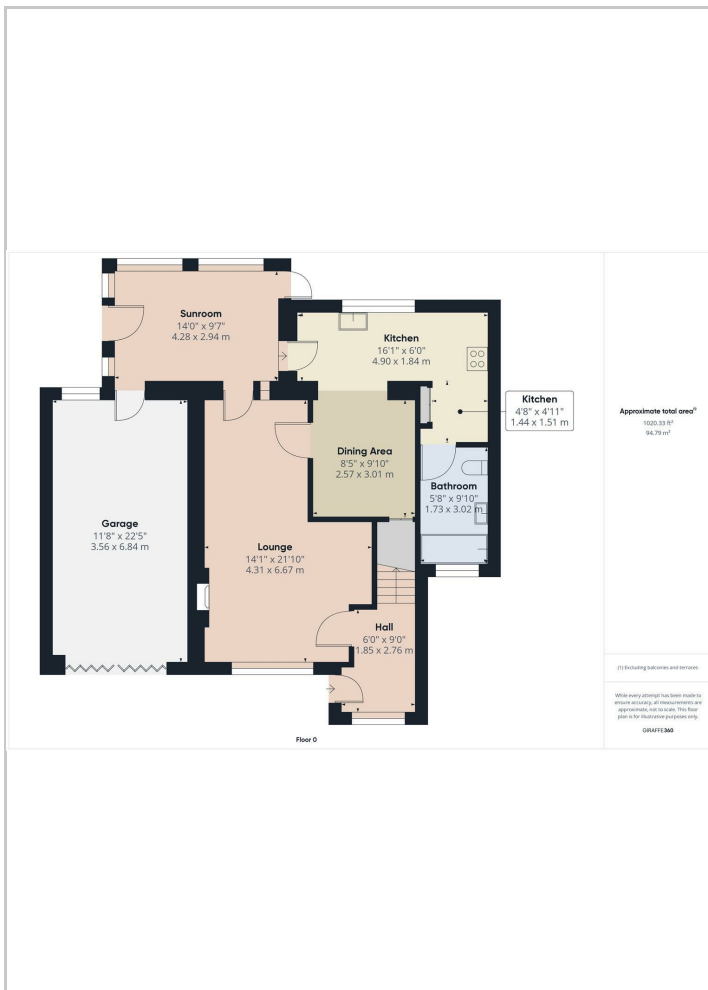 Sunroom
14'0" x 9'7"
4.28 x 2.94 m
Kitchen
16'1" x 6'0"
4.90 x 1.84 m
Kitchen
4'8" x 4'11"
1.44 x 1.51 m
Dining Area
8'5" x 9'10"
2.57 x 3.01 m
Bathroom
5'8" x 9'10"
1.73 x 3.02 m
Garage
11'8" x 22'5"
3.56 x 6.84 m
Lounge
14'1" x 21'10"
4.31 x 6.67 m
Hall
6'0" x 9'0"
1.85 x 2.76 m
Floor 0
Approximate total area⁽¹⁾
1020.33 ft²
94.79 m²
(1) Excluding balconies and terraces
While every attempt has been made to
ensure accuracy, all measurements are
approximate, not to scale. This floor
plan is for illustrative purposes only.
GIRAFFE360